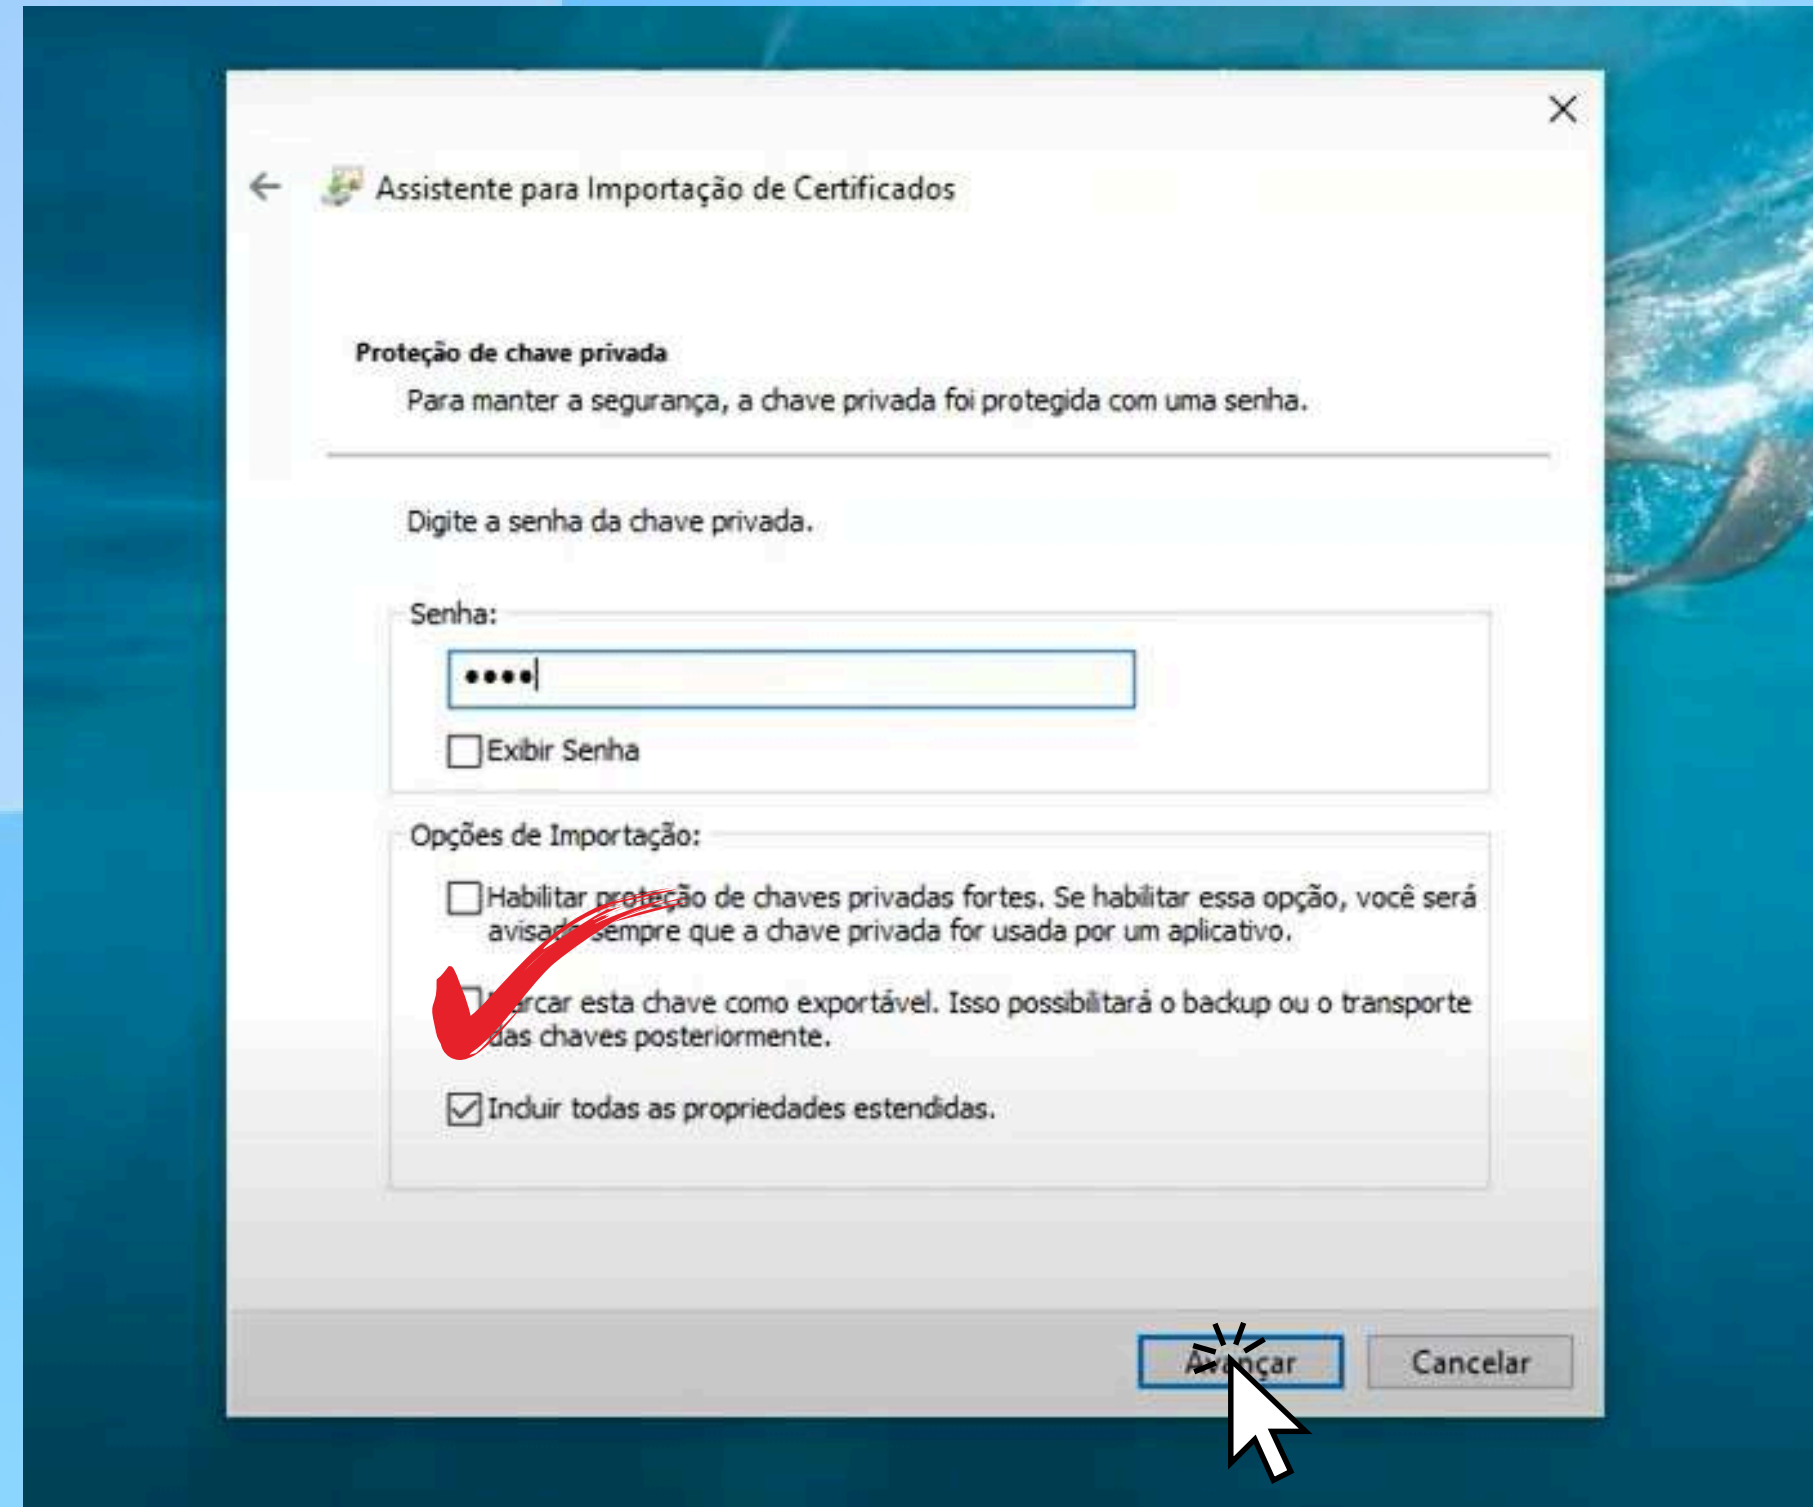 Assistente para Importação de Certificados
Proteção de chave privada
Para manter a segurança, a chave privada foi protegida com uma senha.
Digite a senha da chave privada.
Senha:
••••
Exibir Senha
Opções de Importação:
Habilitar proteção de chaves privadas fortes. Se habilitar essa opção, você será
avisado sempre que a chave privada for usada por um aplicativo.
Marcar esta chave como exportável. Isso possibilitará o backup ou o transporte
das chaves posteriormente.
Incluir todas as propriedades estendidas.
Avançar
Cancelar